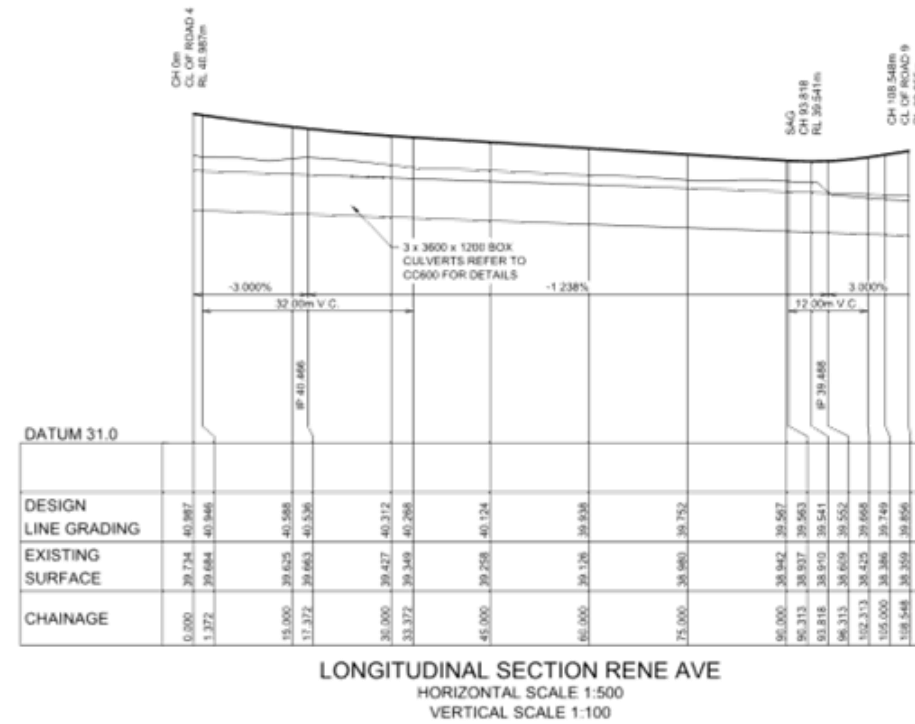 CH 0m
CL OF ROAD 4
RL 40.987m
SAG
CH 93.818
RL 39.541m
CH 108.548m
CL OF ROAD 9
3 x 3600 x 1200 BOX
CULVERTS REFER TO
CC600 FOR DETAILS
-3.000% -1.238% 3.000%
32.00m V.C. 12.00m V.C.
IP 40.466 IP 39.488
DATUM 31.0
DESIGN
LINE GRADING 40.987 40.946 40.588 40.536 40.312 40.268 40.124 39.938 39.752 39.567 39.563 39.541 39.552 39.668 39.749 39.856
EXISTING
SURFACE 39.734 39.684 39.625 39.663 39.427 39.349 39.258 39.126 38.980 38.942 38.937 38.910 38.609 38.425 38.386 38.359
CHAINAGE 0.000 1.372 15.000 17.372 30.000 33.372 45.000 60.000 75.000 90.000 90.313 93.818 96.313 102.313 105.000 108.548
LONGITUDINAL SECTION RENE AVE
HORIZONTAL SCALE 1:500
VERTICAL SCALE 1:100